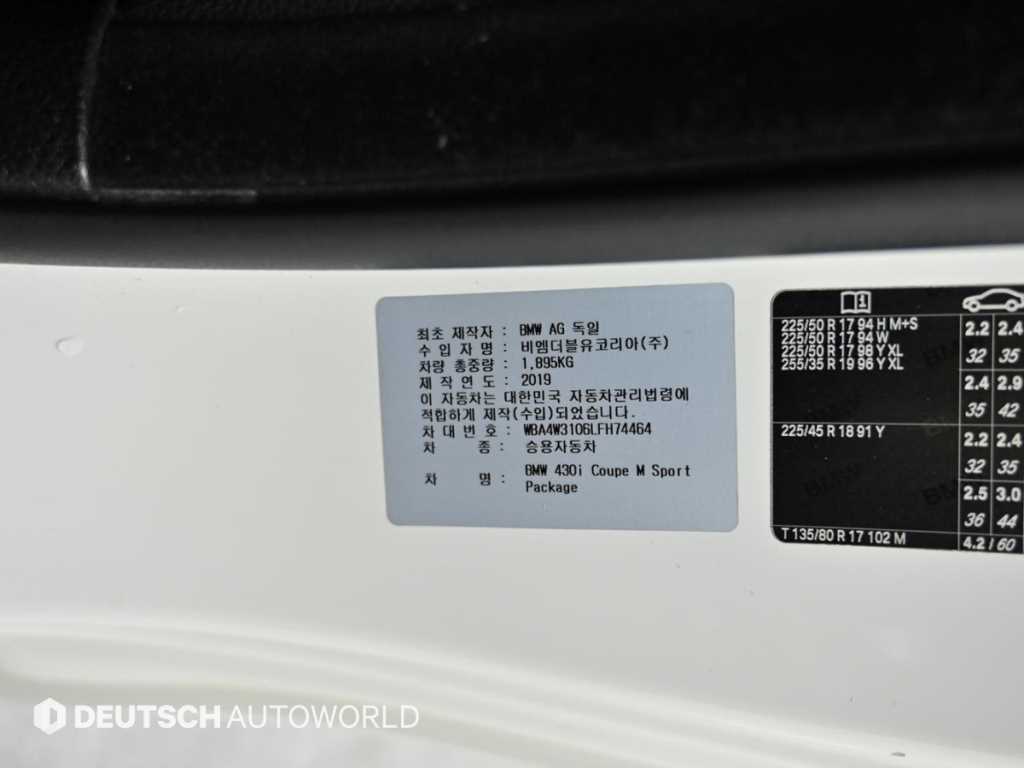 최초 제작자 : BMW AG 독일
수 입 자 명 : 비엠더블유코리아(주)
차량 총중량 : 1,895KG
제 작 연 도 : 2019
이 자동차는 대한민국 자동차관리법령에
적합하게 제작(수입)되었습니다.
차 대 번 호 : WBA4W3106LFH74464
차 종 : 승용자동차
차 명 : BMW 430i Coupe M Sport
Package
225/50 R 17 94 H M+S
225/50 R 17 94 W
225/50 R 17 98 Y XL
255/35 R 19 96 Y XL
2.2 2.4
32 35
2.4 2.9
35 42
225/45 R 18 91 Y
2.2 2.4
32 35
2.5 3.0
36 44
T 135/80 R 17 102 M
4.2 / 60
DEUTSCH AUTOWORLD